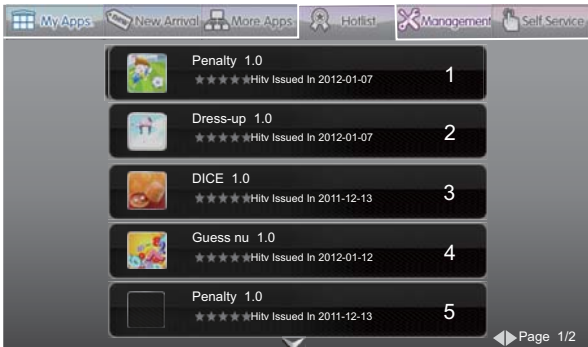 My Apps New Arrival More Apps Hotlist Management Self Service
Penalty 1.0
Hitv Issued In 2012-01-07
1
Dress-up 1.0
Hitv Issued In 2012-01-07
2
DICE 1.0
Hitv Issued In 2011-12-13
3
Guess nu 1.0
Hitv Issued In 2012-01-12
4
Penalty 1.0
Hitv Issued In 2011-12-13
5
Page 1/2